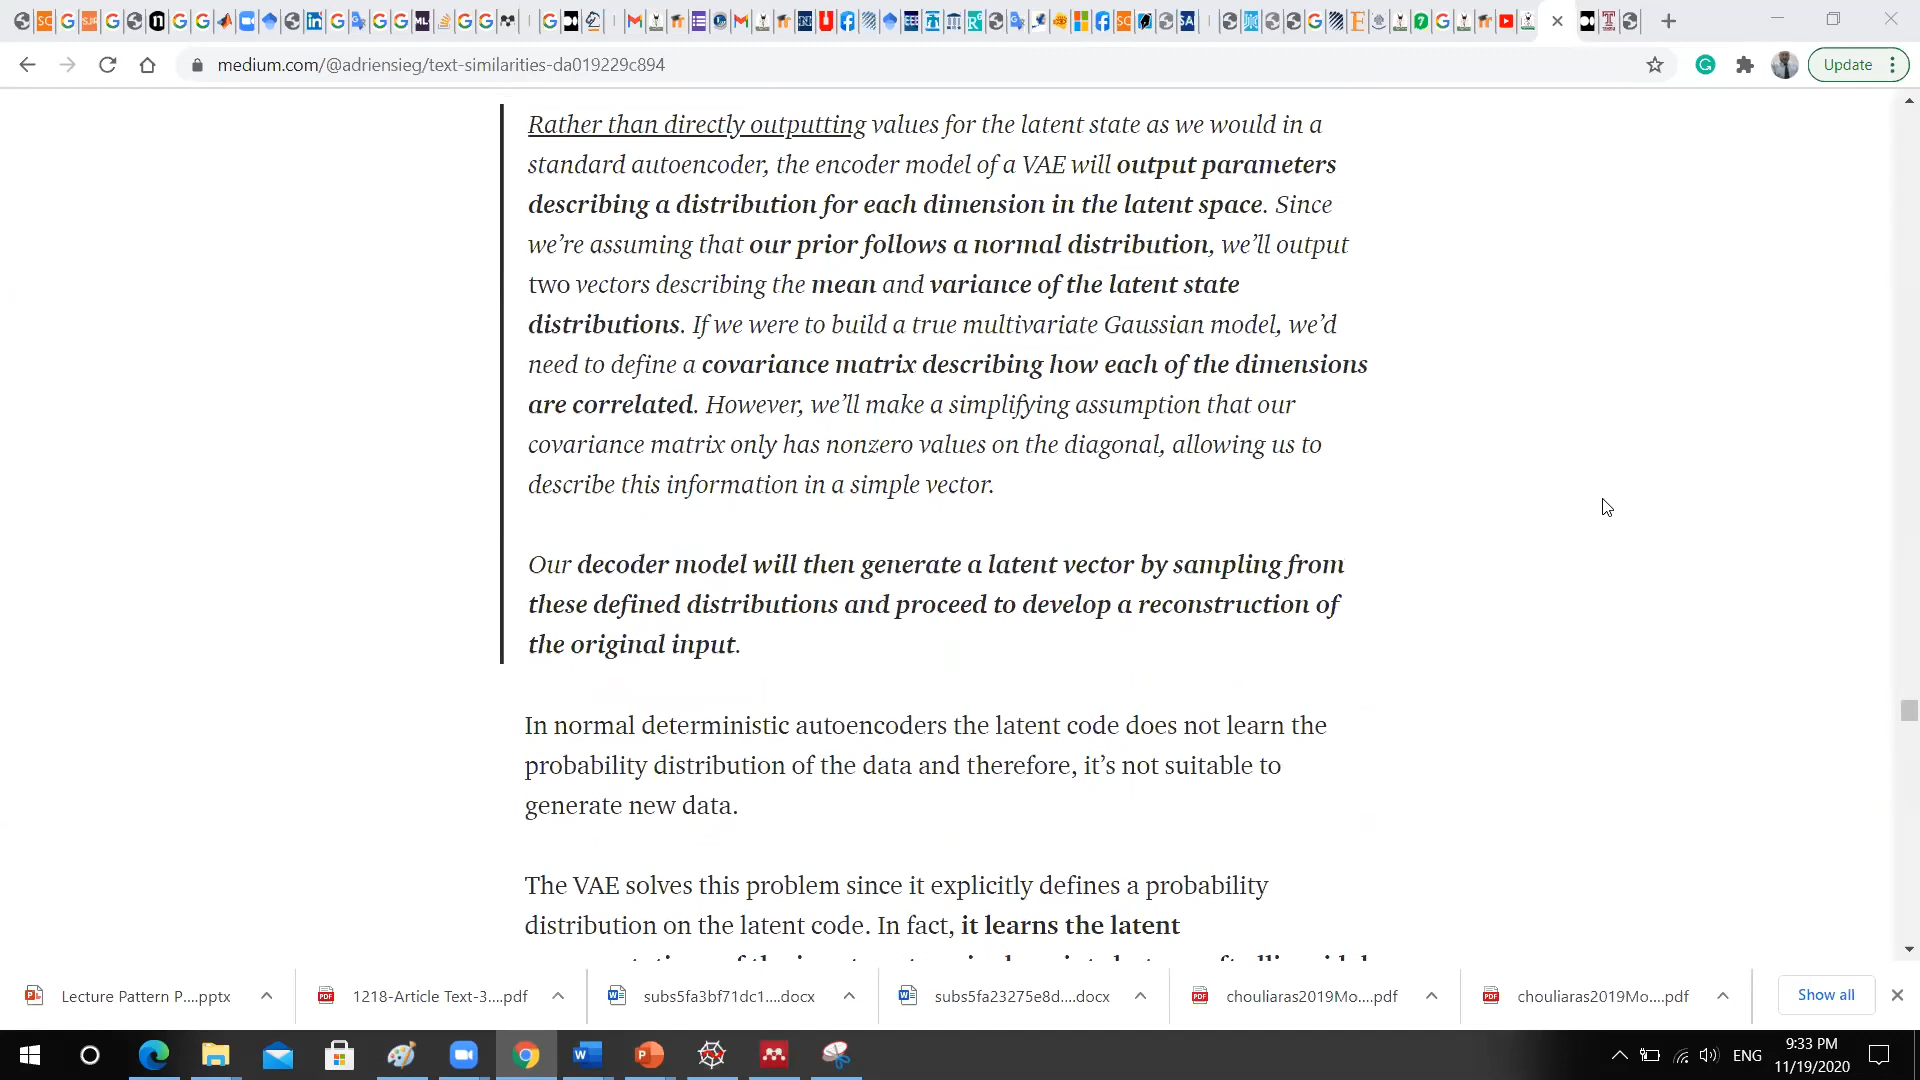 medium.com/@adriensieg/text-similarities-da019229c894
Update
Rather than directly outputting values for the latent state as we would in a
standard autoencoder, the encoder model of a VAE will output parameters
describing a distribution for each dimension in the latent space. Since
we’re assuming that our prior follows a normal distribution, we’ll output
two vectors describing the mean and variance of the latent state
distributions. If we were to build a true multivariate Gaussian model, we’d
need to define a covariance matrix describing how each of the dimensions
are correlated. However, we’ll make a simplifying assumption that our
covariance matrix only has nonzero values on the diagonal, allowing us to
describe this information in a simple vector.
Our decoder model will then generate a latent vector by sampling from
these defined distributions and proceed to develop a reconstruction of
the original input.
In normal deterministic autoencoders the latent code does not learn the
probability distribution of the data and therefore, it’s not suitable to
generate new data.
The VAE solves this problem since it explicitly defines a probability
distribution on the latent code. In fact, it learns the latent
Lecture Pattern P....pptx
1218-Article Text-3....pdf
subs5fa3bf71dc1....docx
subs5fa23275e8d....docx
chouliaras2019Mo....pdf
chouliaras2019Mo....pdf
Show all
ENG
9:33 PM
11/19/2020